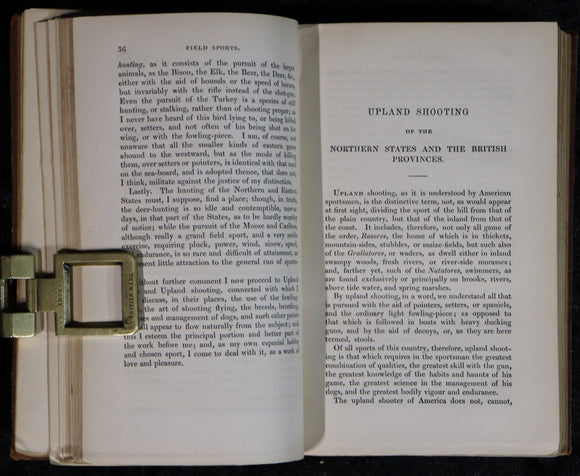 36 FIELD SPORTS.
hunting, as it consists of the pursuit of the larger
animals, as the Bison, the Elk, the Bear, the Deer, &c.,
either with the aid of hounds or the speed of horses,
but invariably with the rifle instead of the shot-gun.
Even the pursuit of the Turkey is a species of still
hunting, or stalking, rather than of shooting proper; as
I never have heard of this bird lying to, or being killed
over, setters, and not often of his being shot on the
wing, or with the fowling-piece. I am, of course, not
unaware that all the smaller kinds of eastern game
abound to the westward, but as the mode of killing
them, over setters or pointers, is identical with that used
on the sea-board, and is adopted thence, that does not,
I think, militate against the justice of my distinction.
Lastly. The hunting of the Northern and Eastern
States must, I suppose, find a place; though, in truth,
the deer-hunting is so idle and contemptible, now-a-
days, in that part of the States, as to be hardly worthy
of notice; while the pursuit of the Moose and Cariboo,
although really a grand field sport, and a very noble
exercise, requiring pluck, power, wind, sinew, speed,
endurance, is so rare and difficult of attainment, as
present little attraction to the general run of sports-
ithout further comment I now proceed to Upland
and Upland Shooting, connected with which I
discuss, in their places, the use of the fowling-
the art of shooting flying, the breeds, breeding,
ses and management of dogs, and such other points
all appear to flow naturally from the subject; and
this I esteem the principal portion and better part of
the work before me; and, as my own especial hobby
and chosen sport, I come to deal with it, as a work of
love and pleasure.
UPLAND SHOOTING
OF THE
NORTHERN STATES AND THE BRITISH
PROVINCES.
UPLAND shooting, as it is understood by American
sportsmen, is the distinctive term, not, as would appear
at first sight, dividing the sport of the hill from that of
the plain country, but that of the inland from that of
the coast. It includes, therefore, not only all game of
the order, Rasores, the home of which is in thickets,
mountain-sides, stubbles, or maize-fields, but such also
of the Grallatores, or waders, as dwell either in inland
swampy woods, fresh rivers, or river-side morasses;
and, farther yet, such of the Natatores, swimmers, as
are found exclusively or principally on brooks, rivers,
above tide water, and spring marshes.
By upland shooting, in a word, we understand all that
is pursued with the aid of pointers, setters, or spaniels,
and the ordinary light fowling-piece; as opposed to
that which is followed in boats with heavy ducking
guns, and by the aid of decoys, or, as they are here
termed, stools.
Of all sports of this country, therefore, upland shoot-
ing is that which requires in the sportsman the greatest
combination of qualities, the greatest skill with the gun,
the greatest knowledge of the habits and haunts of his
game, the greatest science in the management of his
dogs, and the greatest bodily vigour and endurance.
The upland shooter of America does not, cannot,